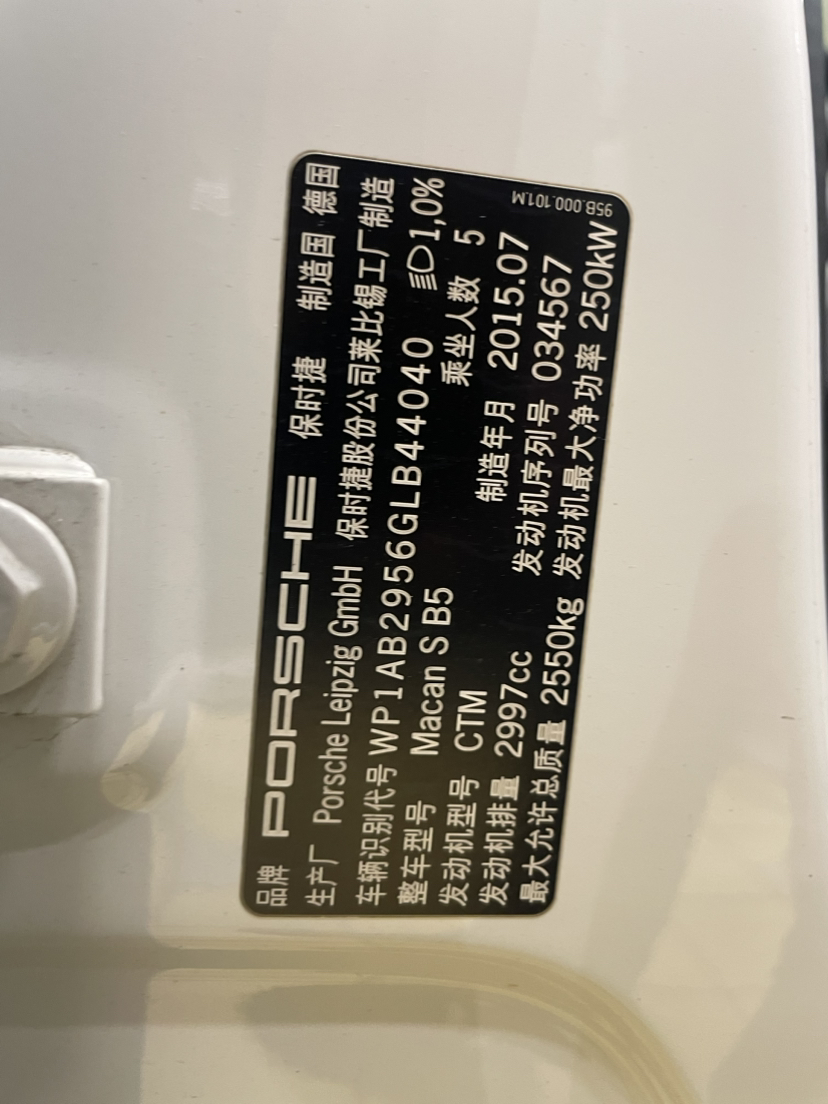 品牌 PORSCHE 保时捷 制造国 德国
生产厂 Porsche Leipzig GmbH 保时捷股份公司莱比锡工厂制造
车辆识别代号 WP1AB2956GLB44040 1,0%
整车型号 Macan S B5 乘坐人数 5
发动机型号 CTM 制造年月 2015.07
发动机排量 2997cc 发动机序列号 034567
最大允许总质量 2550kg 发动机最大净功率 250kW
95B.000.101.M